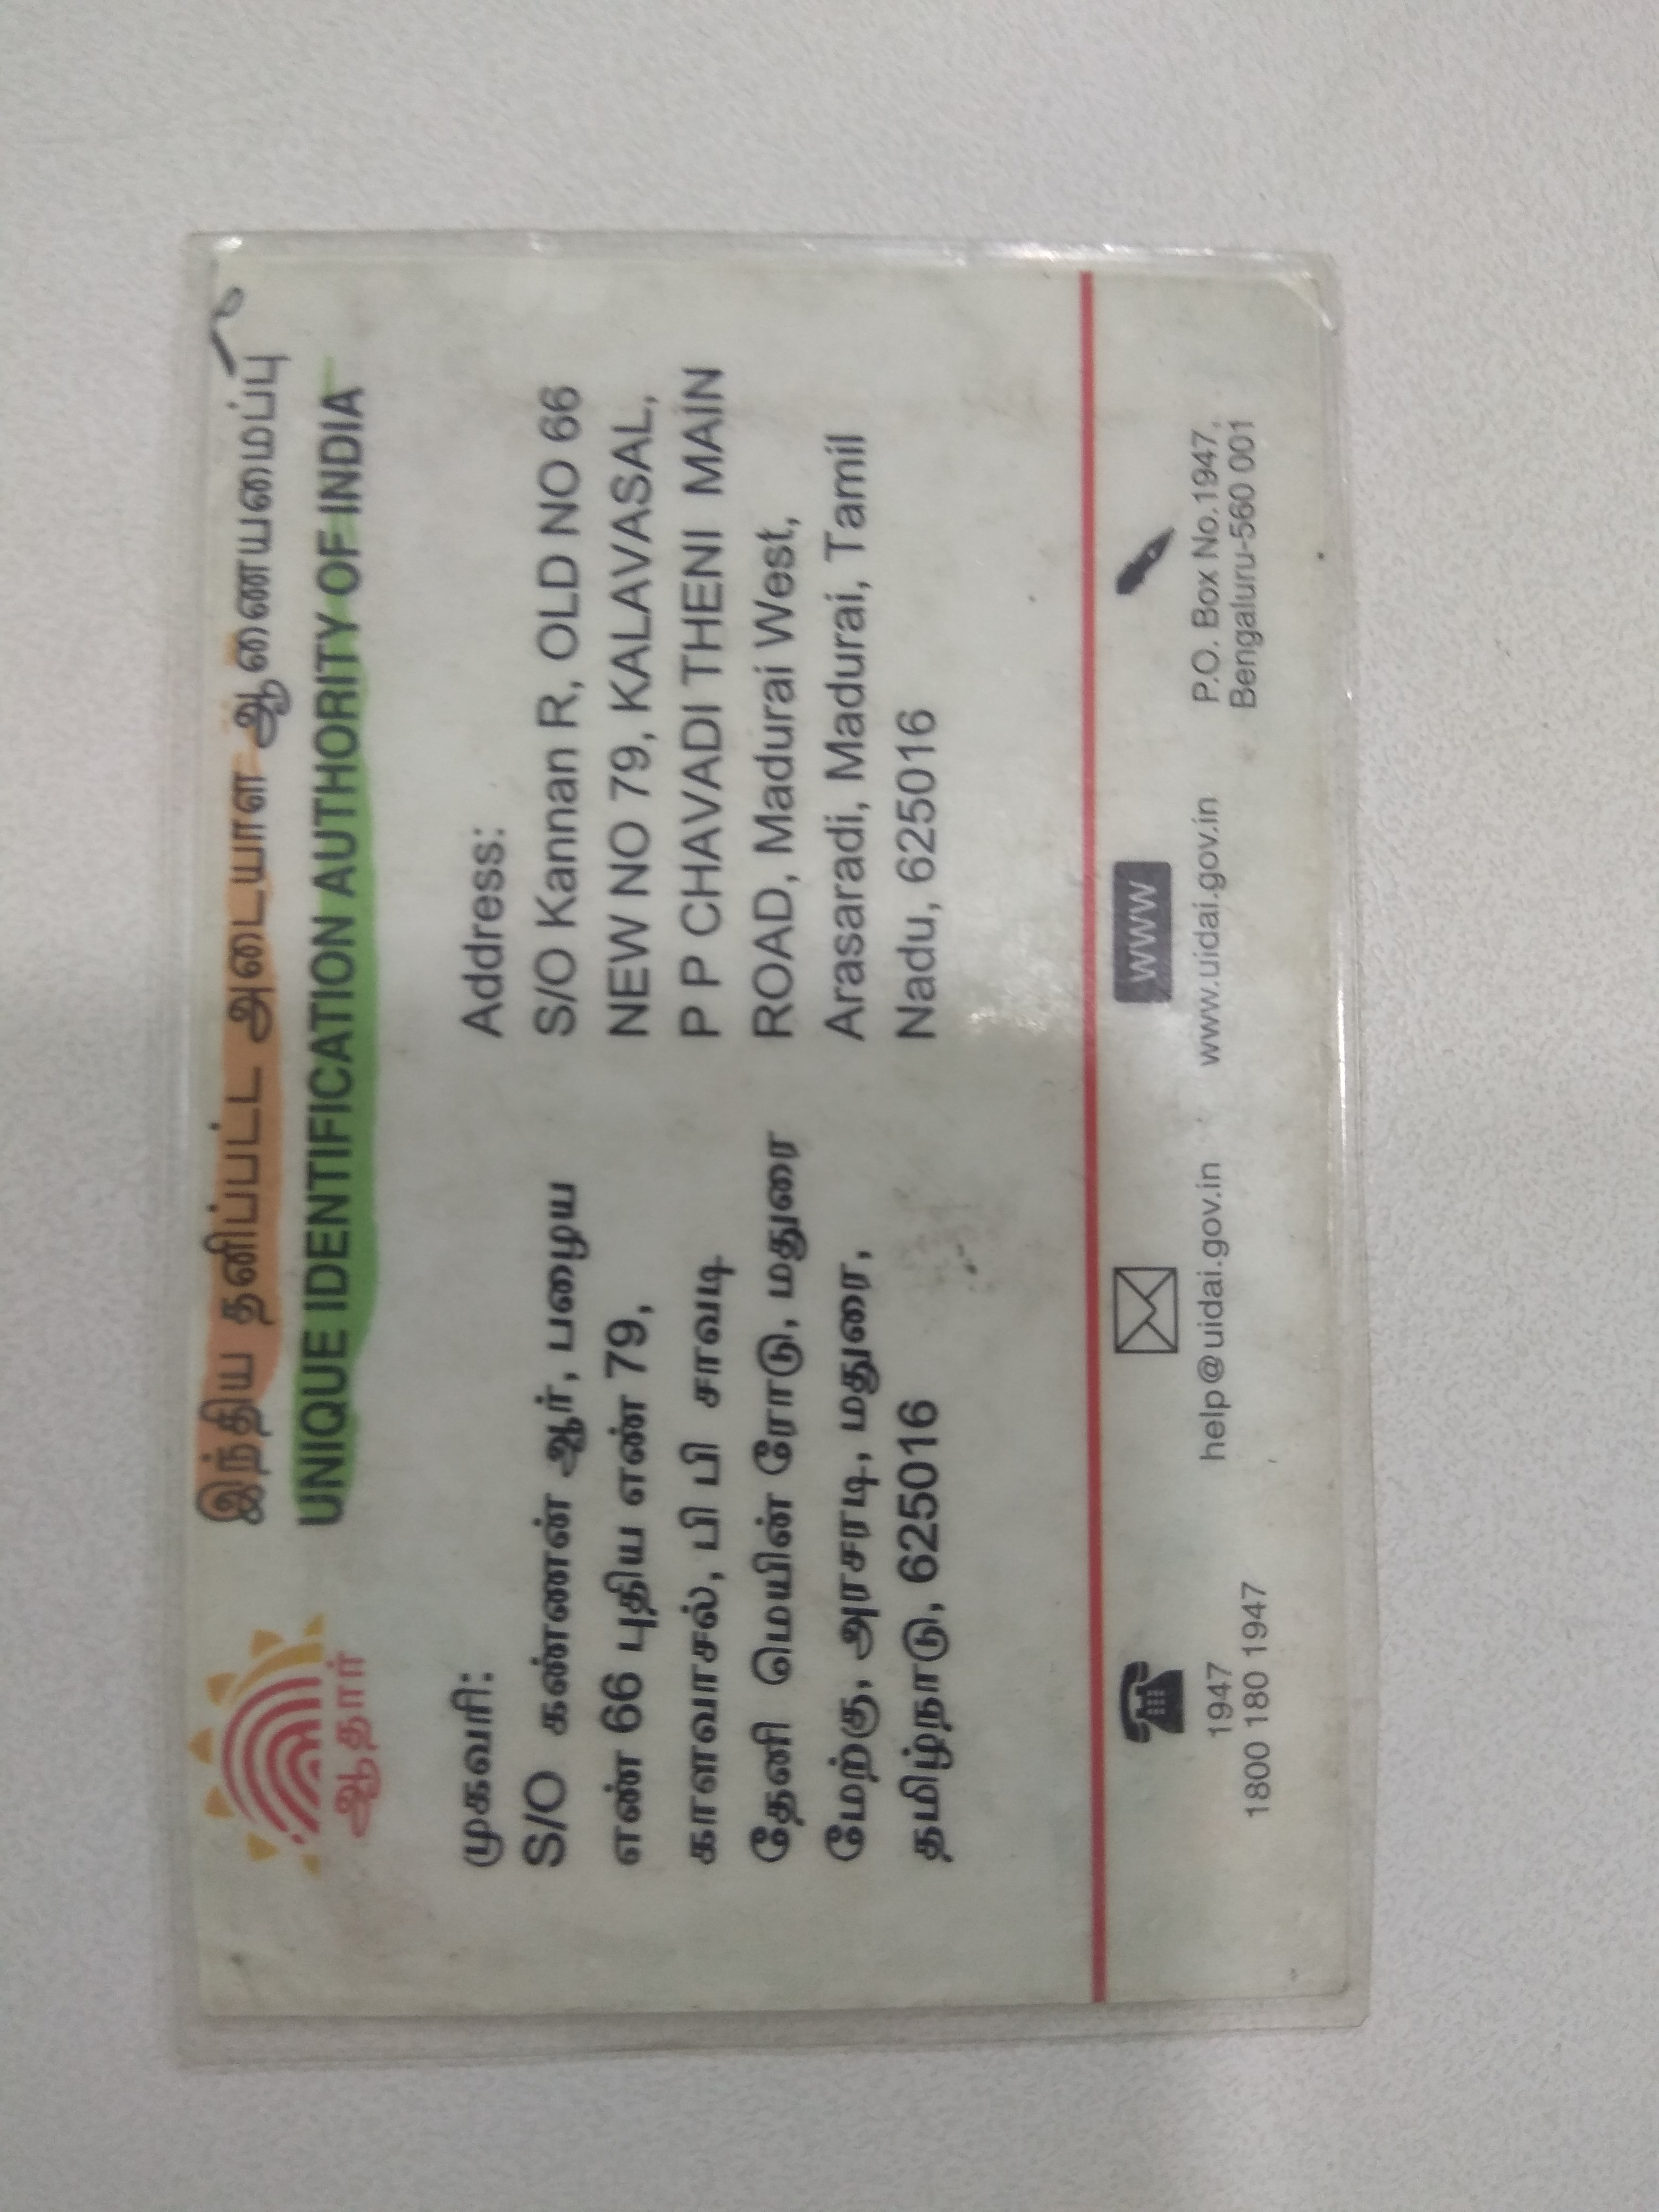 இந்திய தனிப்பட்ட அடையாள ஆணையமைப்பு
UNIQUE IDENTIFICATION AUTHORITY OF INDIA
ஆதார்
முகவரி:
S/O கண்ணன் ஆர், பழைய
எண் 66 புதிய எண் 79,
காளவாசல், பி பி சாவடி
தேனி மெயின் ரோடு, மதுரை
மேற்கு, அரசரடி, மதுரை,
தமிழ்நாடு, 625016
Address:
S/O Kannan R, OLD NO 66
NEW NO 79, KALAVASAL,
P P CHAVADI THENI MAIN
ROAD, Madurai West,
Arasaradi, Madurai, Tamil
Nadu, 625016
1947
1800 180 1947
help@uidai.gov.in
WWW
www.uidai.gov.in
P.O. Box No.1947,
Bengaluru-560 001